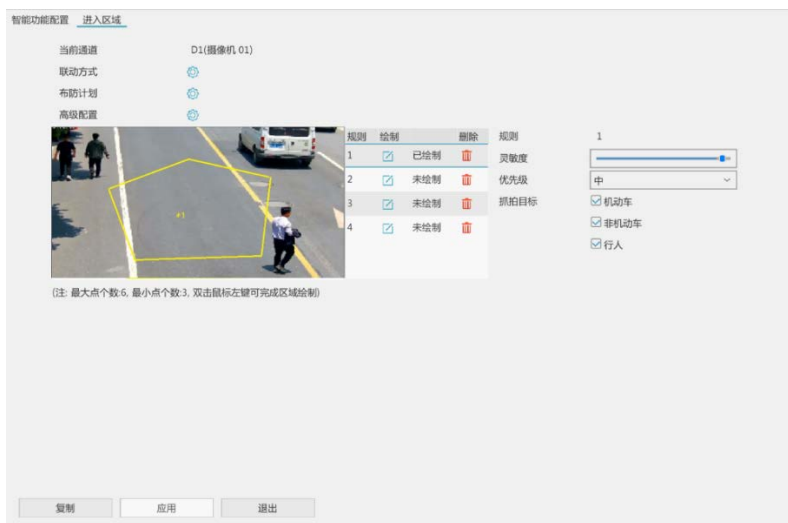 智能功能配置 进入区域
当前通道 D1(摄像机 01)
联动方式
布防计划
高级配置
规则 绘制 删除
1 已绘制
2 未绘制
3 未绘制
4 未绘制
#1
规则 1
灵敏度
优先级 中
抓拍目标 机动车
非机动车
行人
(注: 最大点个数:6, 最小点个数:3, 双击鼠标左键可完成区域绘制)
复制 应用 退出